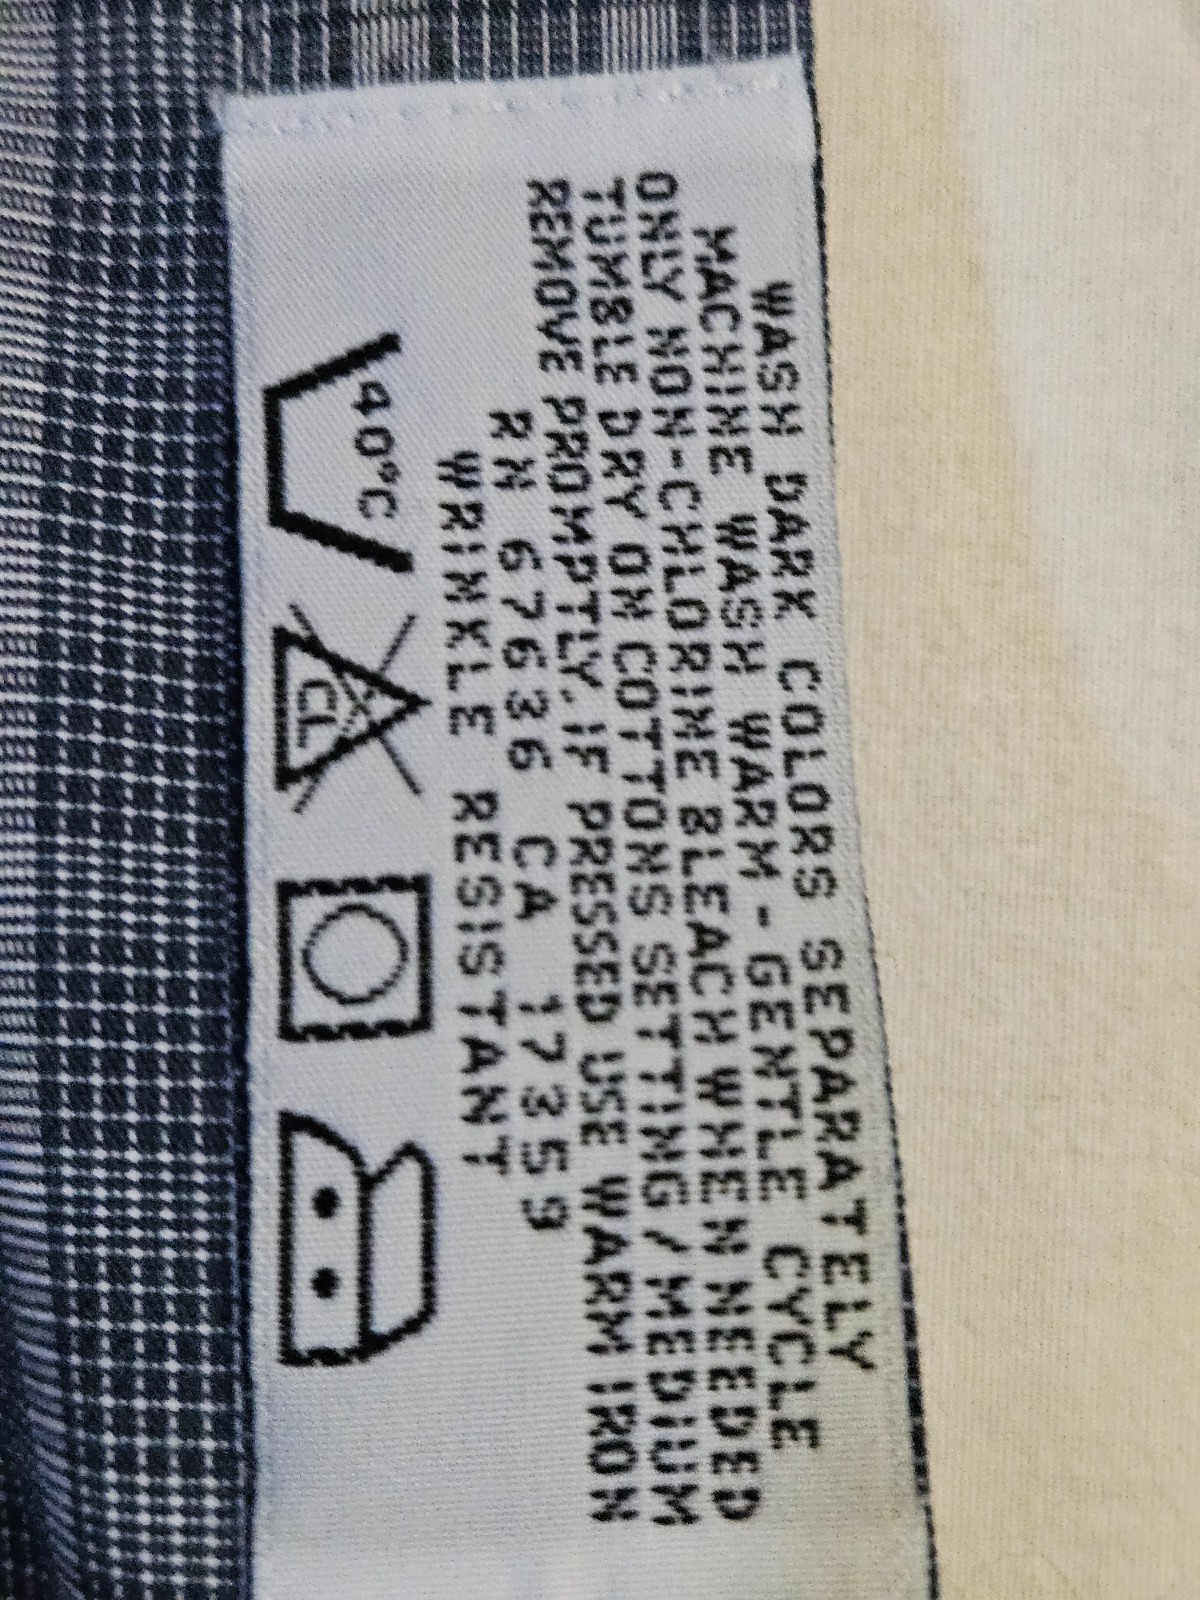 WASH DARK COLORS SEPARATELY
MACHINE WASH WARM - GENTLE CYCLE
ONLY NON-CHLORINE BLEACH WHEN NEEDED
TUMBLE DRY ON COTTONS SETTING / MEDIUM
REMOVE PROMPTLY. IF PRESSED USE WARM IRON
RN 67636 CA 17359
WRINKLE RESISTANT
40°C
CL